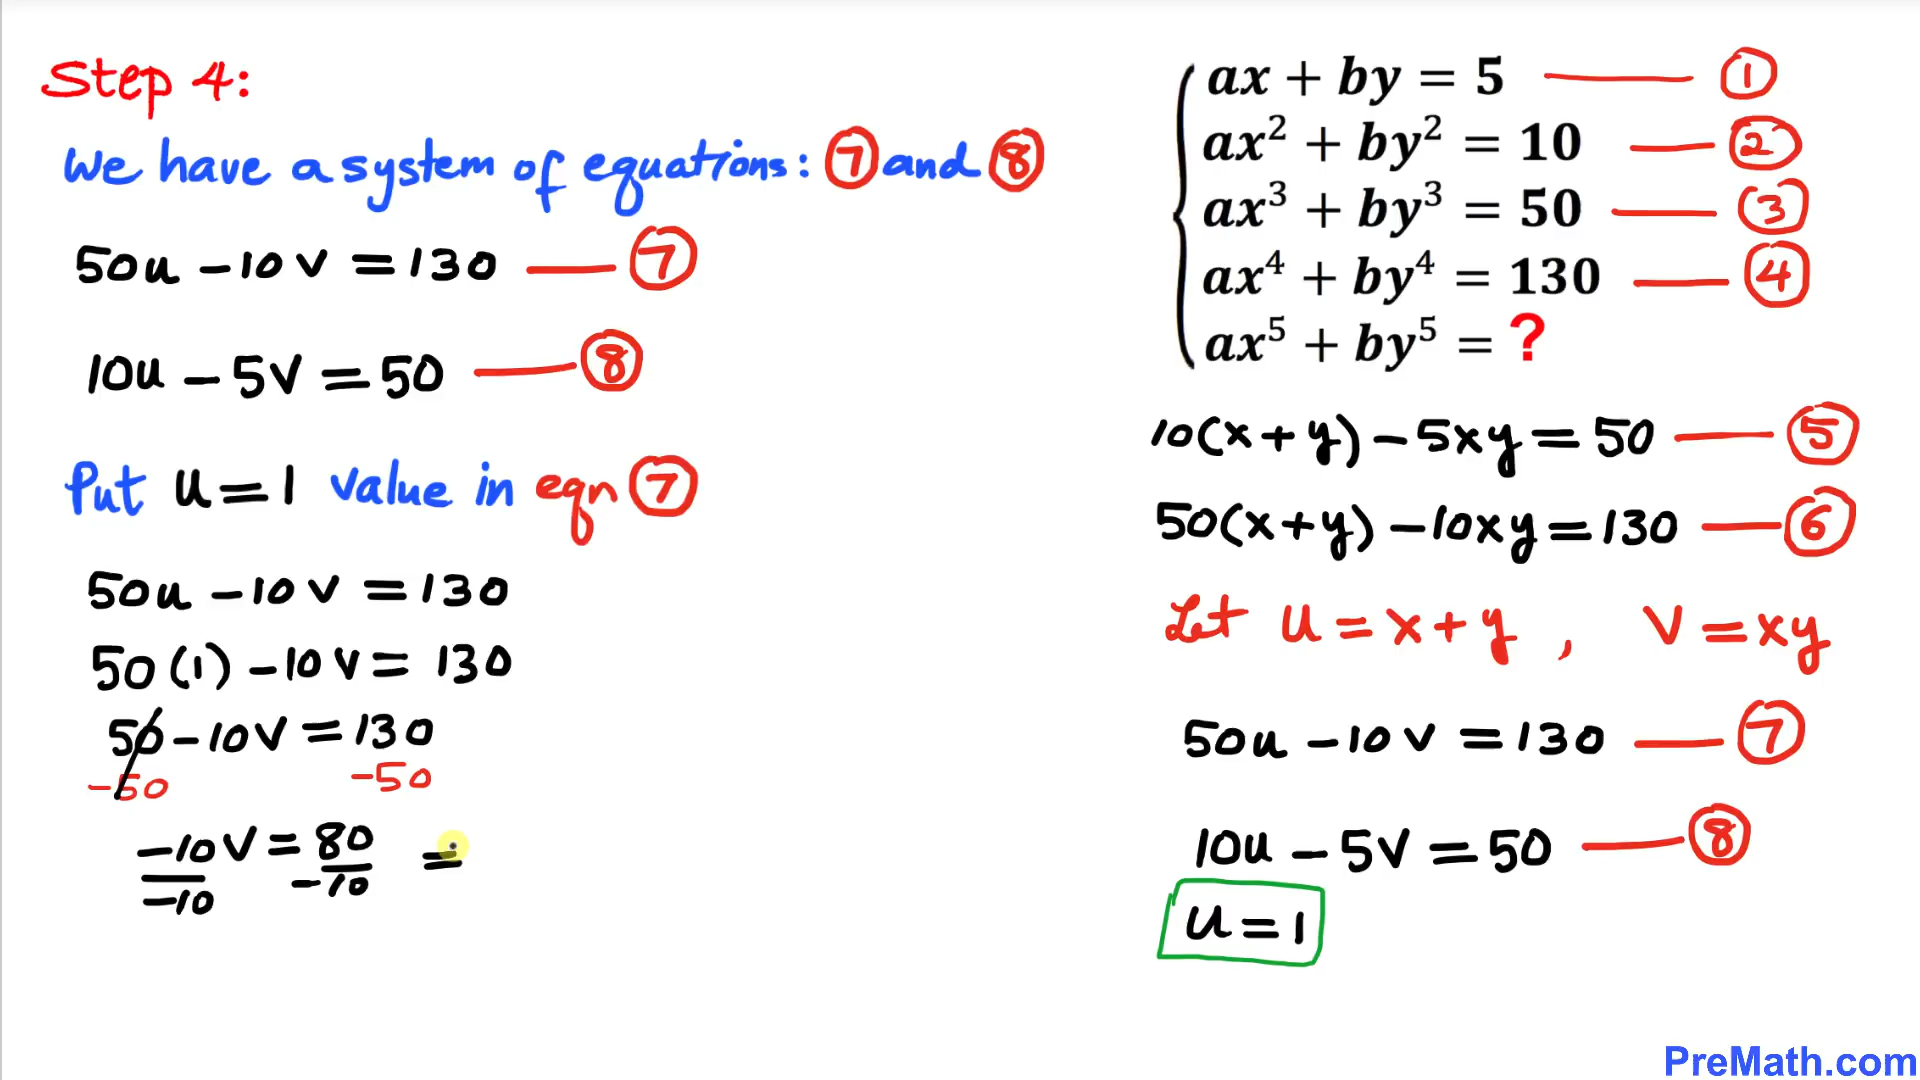 Step 4:
We have a system of equations: ⑦ and ⑧
50u - 10v = 130 — ⑦
10u - 5v = 50 — ⑧
Put u = 1 value in eqn ⑦
50u - 10v = 130
50(1) - 10v = 130
50 - 10v = 130
-50 -50
-10v = 80 =
-10 -10
ax + by = 5 — ①
ax² + by² = 10 — ②
ax³ + by³ = 50 — ③
ax⁴ + by⁴ = 130 — ④
ax⁵ + by⁵ = ?
10(x + y) - 5xy = 50 — ⑤
50(x + y) - 10xy = 130 — ⑥
Let u = x + y , v = xy
50u - 10v = 130 — ⑦
10u - 5v = 50 — ⑧
u = 1
PreMath.com